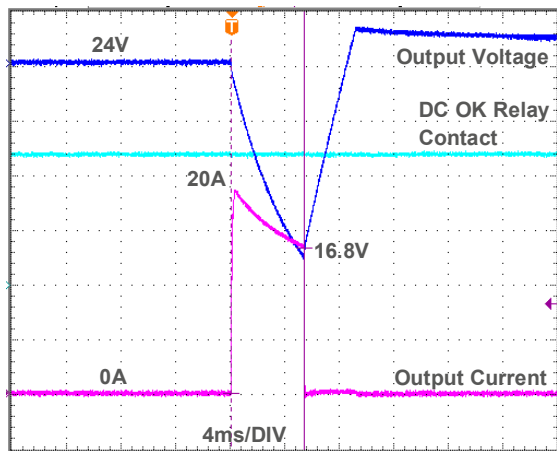 T
24V
Output Voltage
DC OK Relay
Contact
20A
16.8V
0A
Output Current
4ms/DIV